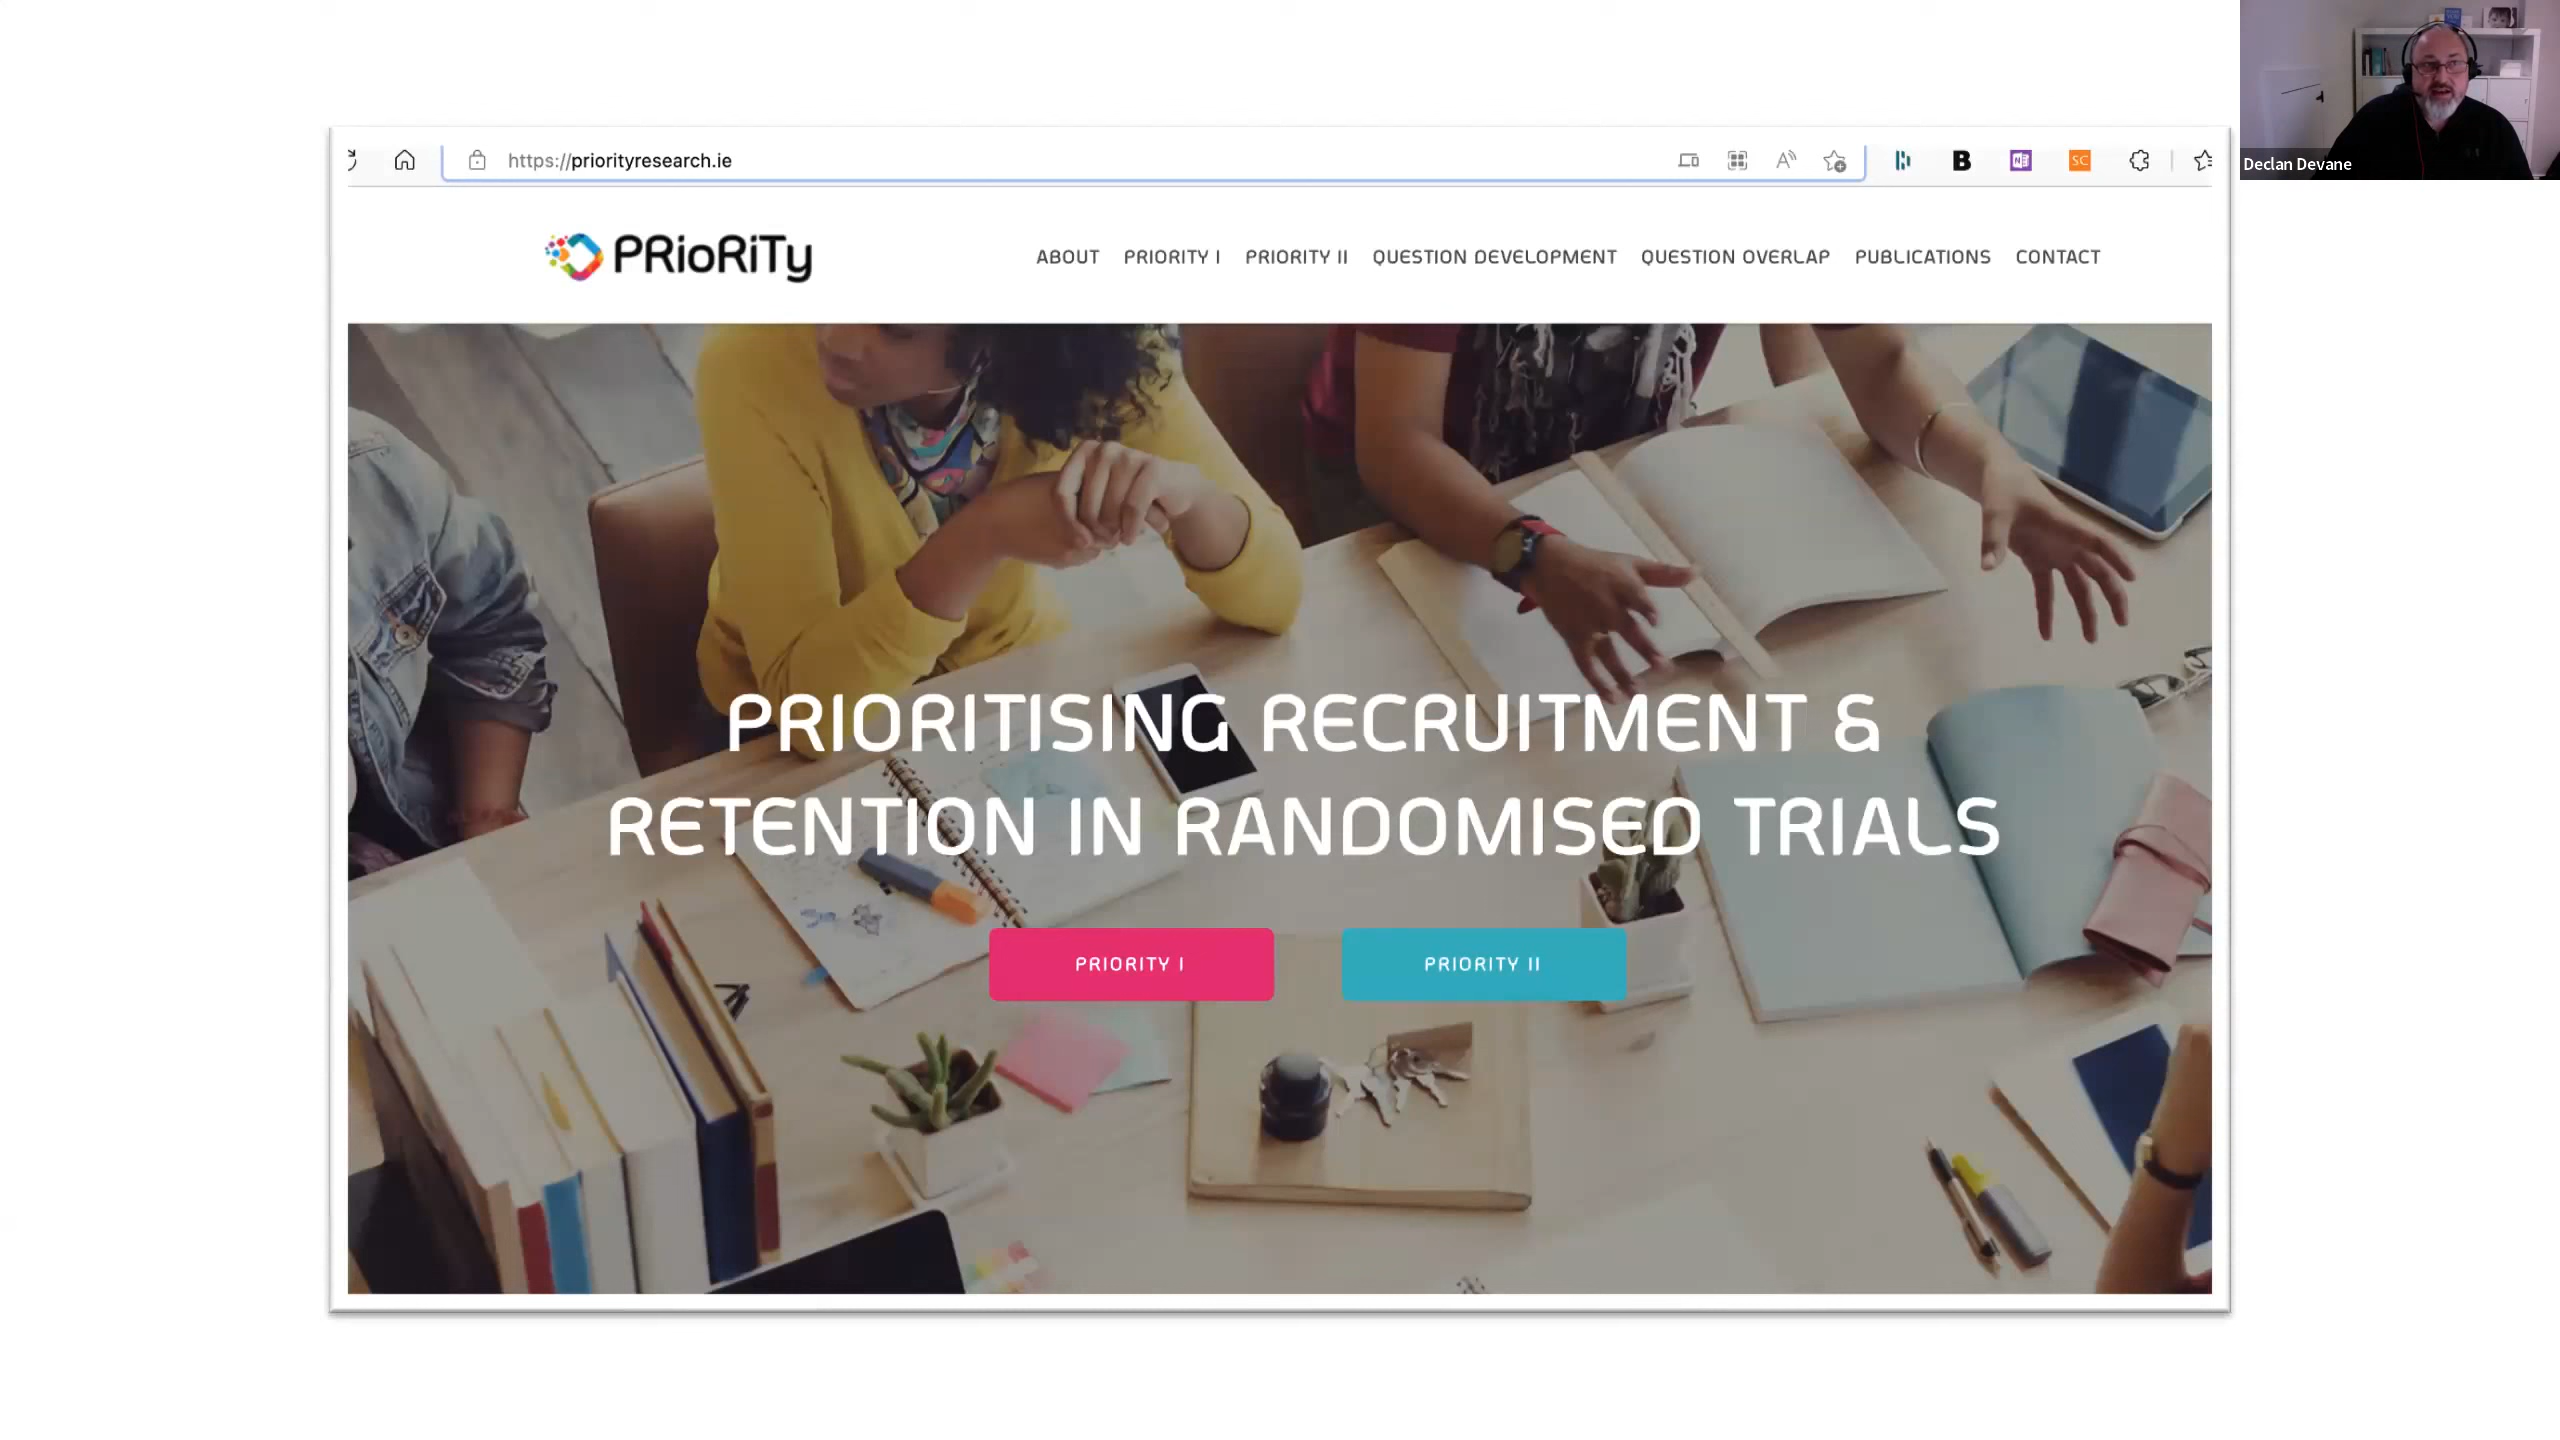 https://priorityresearch.ie
SC
Declan Devane
PRioRiTy
ABOUT PRIORITY I PRIORITY II QUESTION DEVELOPMENT QUESTION OVERLAP PUBLICATIONS CONTACT
PRIORITISING RECRUITMENT &
RETENTION IN RANDOMISED TRIALS
PRIORITY I PRIORITY II